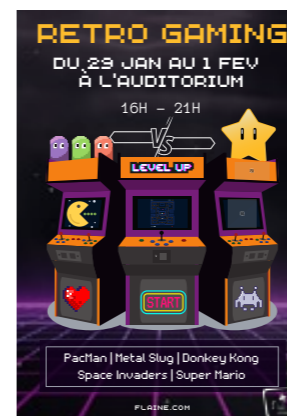 RETRO GAMING
DU 29 JAN AU 1 FEV
À L'AUDITORIUM
16H - 21H
VS
LEVEL UP
START
PacMan | Metal Slug | Donkey Kong
Space Invaders | Super Mario
FLAINE.COM